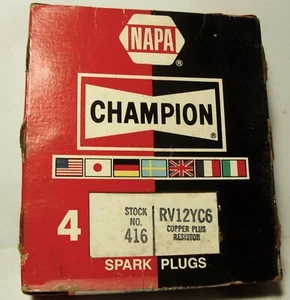 NAPA
®
CHAMPION
®
4
STOCK
NO.
416
RV12YC6
COPPER PLUS
RESISTOR
SPARK PLUGS